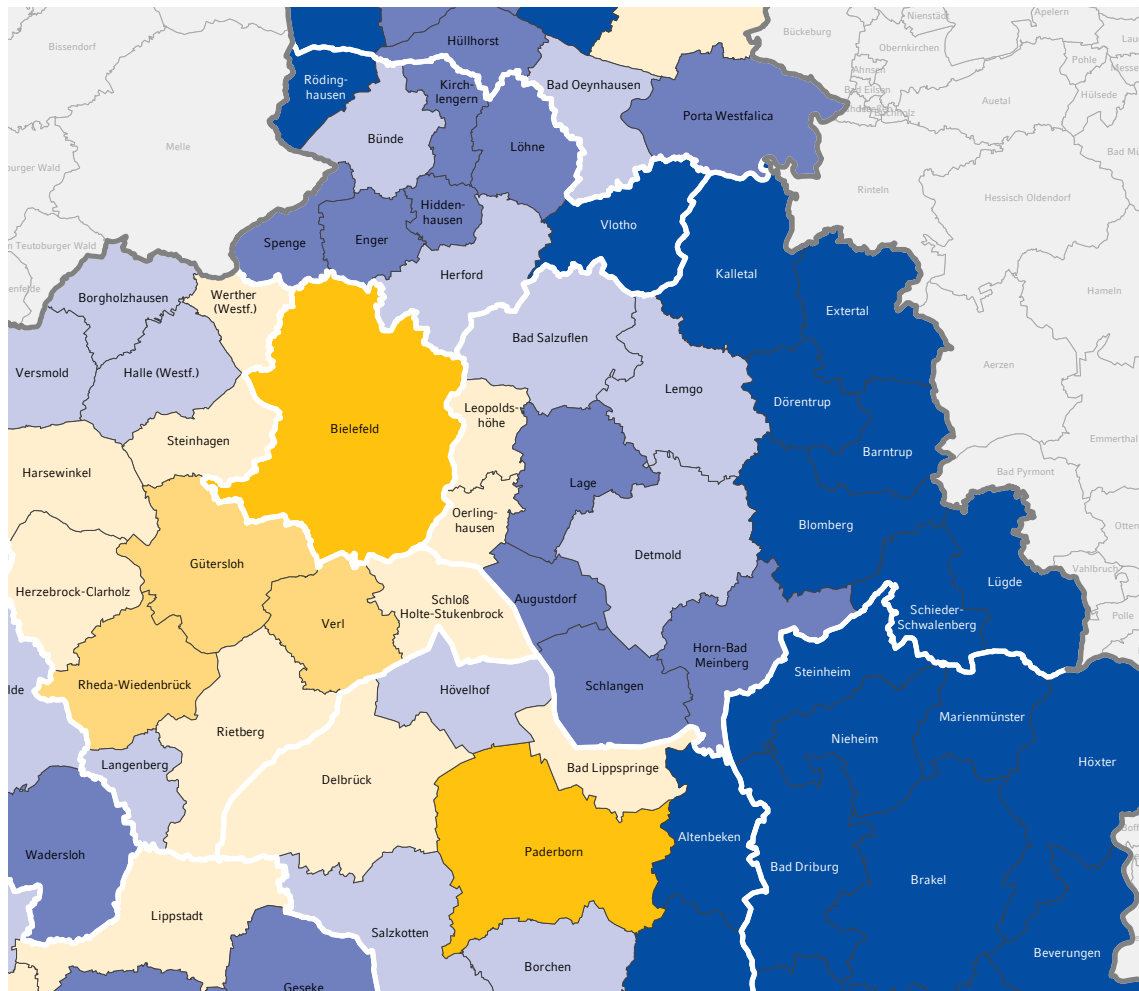 Bückeburg
Nienstädt
Apelern
Bissendorf
Hüllhorst
Obernkirchen
Pohle
Ahnsen
Röding-
hausen
Kirch-
lengern
Bad Oeynhausen
Bad Eilsen
Hülsede
Auetal
Buchholz
Porta Westfalica
Melle
Bünde
Löhne
Rinteln
Hessisch Oldendorf
Hidden-
hausen
Vlotho
Spenge
Enger
n Teutoburger Wald
Herford
Kalletal
Hameln
Borgholzhausen
Werther
(Westf.)
Extertal
Bad Salzuflen
Versmold
Halle (Westf.)
Aerzen
Lemgo
Dörentrup
Leopolds-
höhe
Bielefeld
Steinhagen
Emmerthal
Barntrup
Harsewinkel
Bad Pyrmont
Lage
Oerling-
hausen
Blomberg
Detmold
Gütersloh
Vahlbruch
Lügde
Herzebrock-Clarholz
Augustdorf
Schloß
Holte-Stukenbrock
Schieder-
Schwalenberg
Polle
Verl
Horn-Bad
Meinberg
Steinheim
Rheda-Wiedenbrück
Hövelhof
Schlangen
Marienmünster
Rietberg
Nieheim
Langenberg
Bad Lippspringe
Höxter
Delbrück
Altenbeken
Wadersloh
Paderborn
Bad Driburg
Brakel
Lippstadt
Salzkotten
Beverungen
Borchen
Geseke